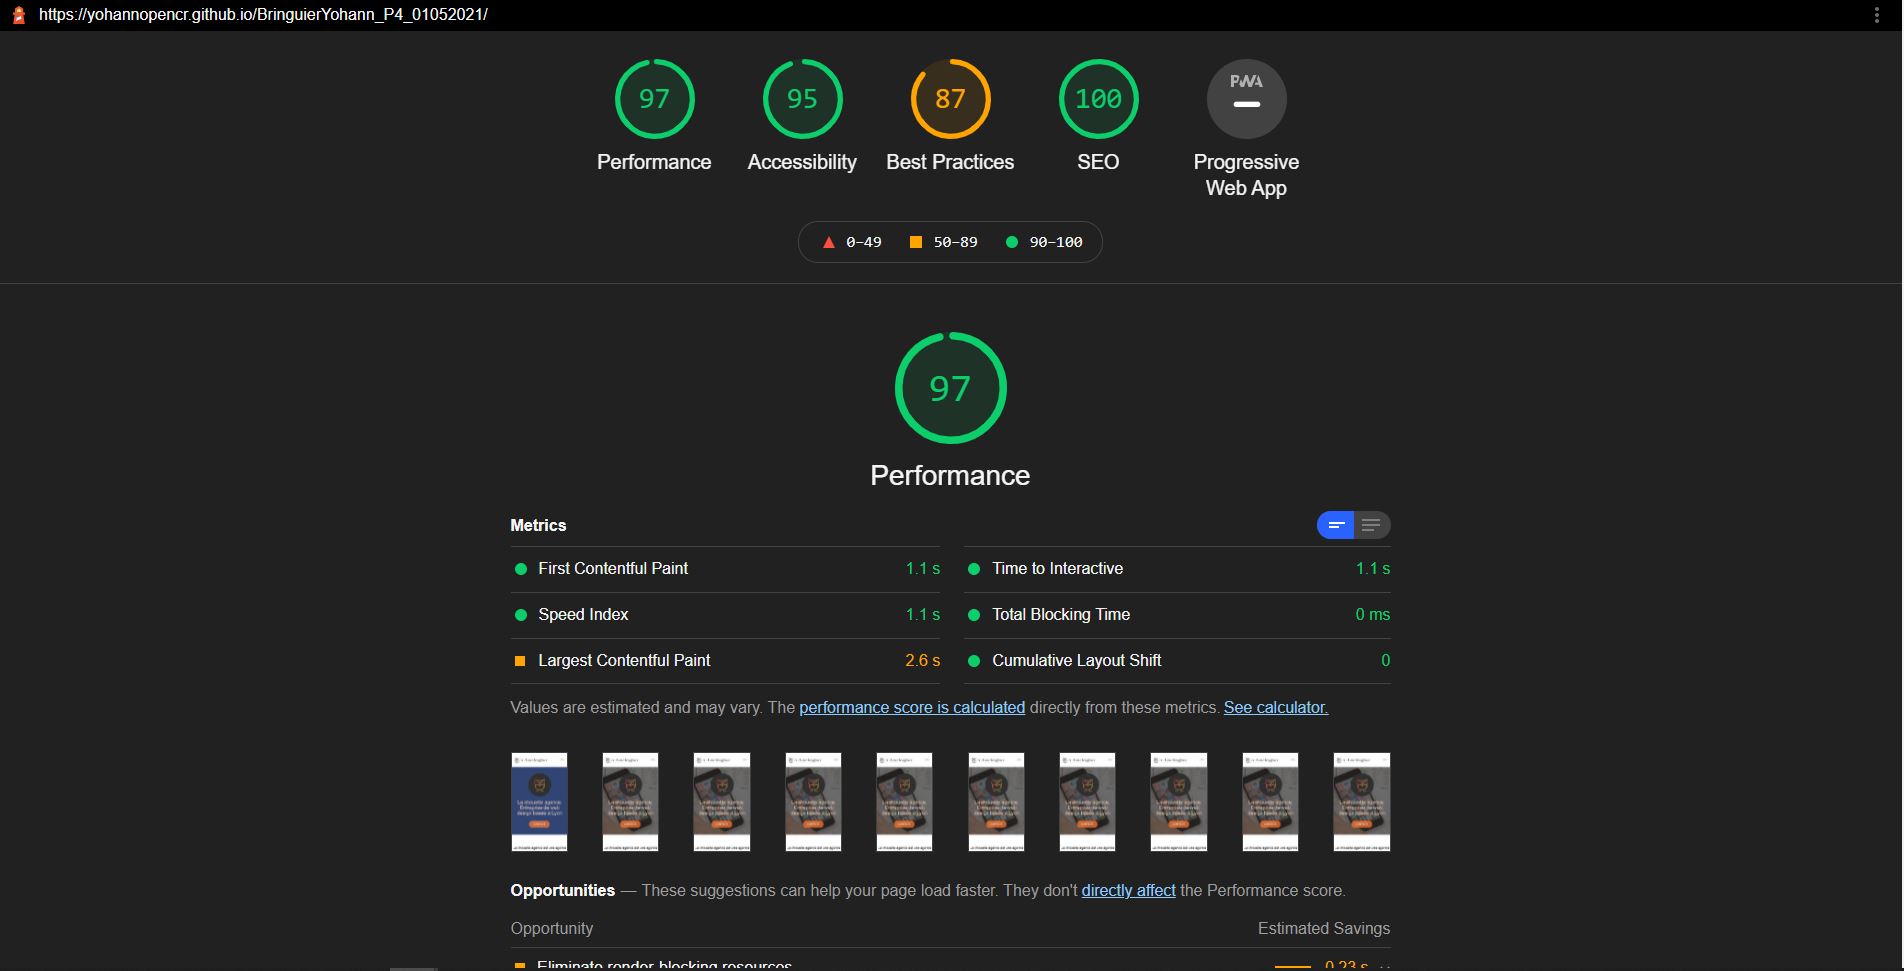 https://yohannopencr.github.io/BringuierYohann_P4_01052021/
97
95
87
100
PWA
Performance
Accessibility
Best Practices
SEO
Progressive
Web App
0–49
50–89
90–100
97
Performance
Metrics
First Contentful Paint 1.1 s
Time to Interactive 1.1 s
Speed Index 1.1 s
Total Blocking Time 0 ms
Largest Contentful Paint 2.6 s
Cumulative Layout Shift 0
Values are estimated and may vary. The performance score is calculated directly from these metrics. See calculator.
Opportunities — These suggestions can help your page load faster. They don't directly affect the Performance score.
Opportunity
Estimated Savings
Eliminate render-blocking resources 0.23 s